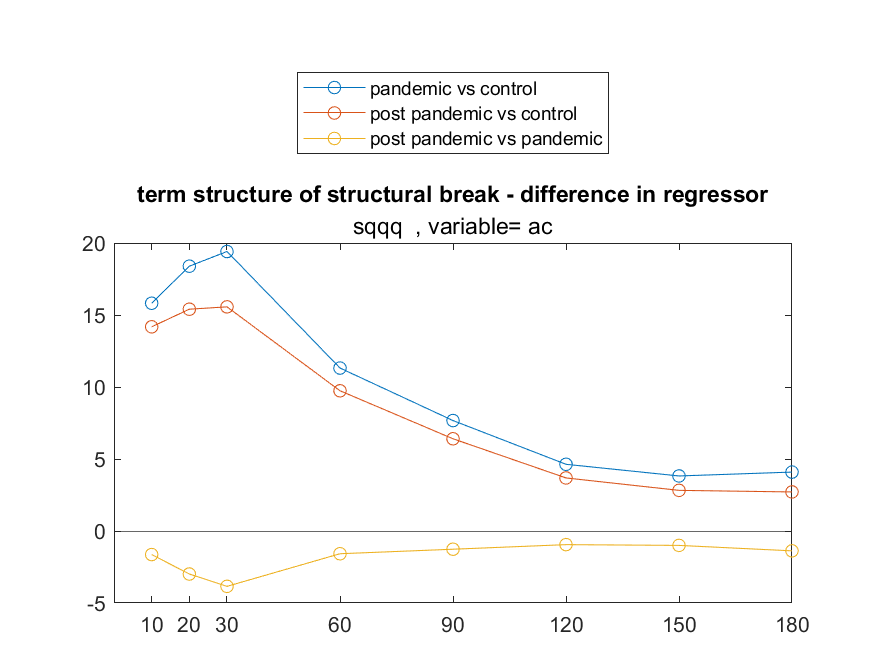 pandemic vs control
post pandemic vs control
post pandemic vs pandemic
term structure of structural break - difference in regressor
sqqq  , variable= ac
20
15
10
5
0
-5
10 20 30 60 90 120 150 180